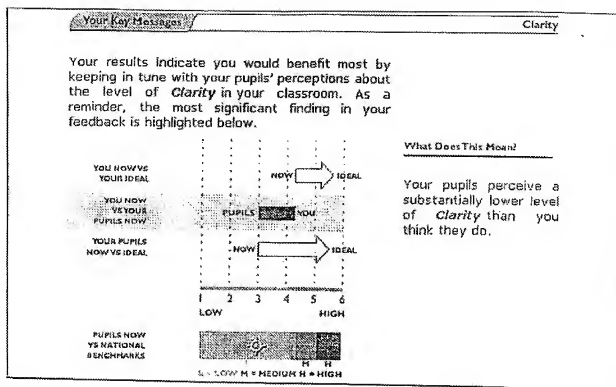 Your Key Messages
Clarity
Your results indicate you would benefit most by
keeping in tune with your pupils' perceptions about
the level of Clarity in your classroom. As a
reminder, the most significant finding in your
feedback is highlighted below.
What Does This Mean?
Your pupils perceive a
substantially lower level
of Clarity than you
think they do.
YOU NOW VS
YOUR IDEAL
NOW
IDEAL
YOU NOW
VS YOUR
PUPILS NOW
PUPILS
YOU
YOUR PUPILS
NOW VS IDEAL
NOW
IDEAL
1 2 3 4 5 6
LOW
HIGH
PUPILS NOW
VS NATIONAL
BENCHMARKS
M H
L = LOW M = MEDIUM H = HIGH